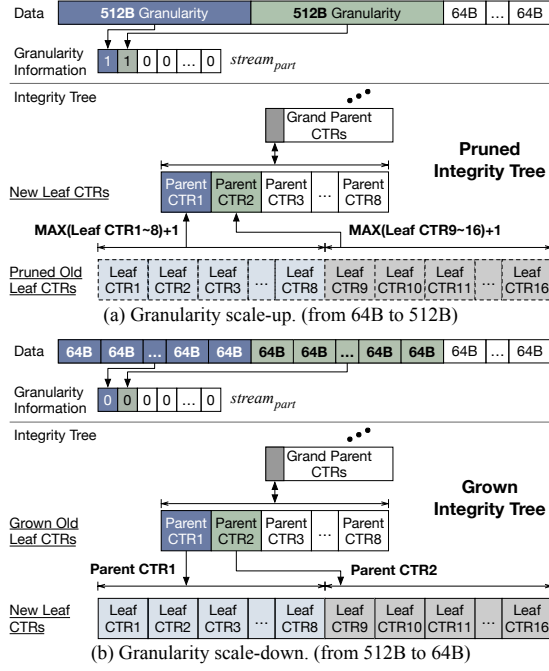 Data 512B Granularity 512B Granularity 64B ... 64B
Granularity Information 1 1 0 0 ... 0 stream_part
Integrity Tree
Grand Parent CTRs
Pruned Integrity Tree
New Leaf CTRs Parent CTR1 Parent CTR2 Parent CTR3 ... Parent CTR8
MAX(Leaf CTR1~8)+1 MAX(Leaf CTR9~16)+1
Pruned Old Leaf CTRs Leaf CTR1 Leaf CTR2 Leaf CTR3 ... Leaf CTR8 Leaf CTR9 Leaf CTR10 Leaf CTR11 ... Leaf CTR16
(a) Granularity scale-up. (from 64B to 512B)
Data 64B 64B ... 64B 64B 64B 64B ... 64B 64B 64B ... 64B
Granularity Information 0 0 0 0 ... 0 stream_part
Integrity Tree
Grand Parent CTRs
Grown Integrity Tree
Grown Old Leaf CTRs Parent CTR1 Parent CTR2 Parent CTR3 ... Parent CTR8
Parent CTR1 Parent CTR2
New Leaf CTRs Leaf CTR1 Leaf CTR2 Leaf CTR3 ... Leaf CTR8 Leaf CTR9 Leaf CTR10 Leaf CTR11 ... Leaf CTR16
(b) Granularity scale-down. (from 512B to 64B)